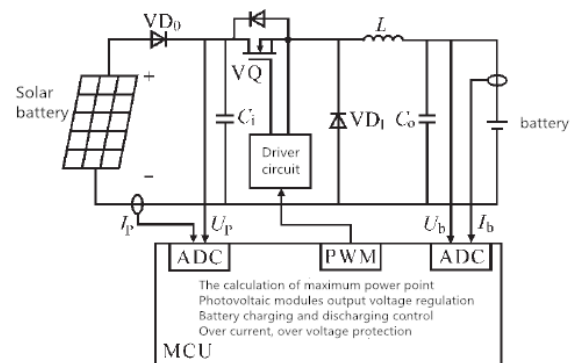 VD0
+
Solar
battery
VQ
Ci
L
VD1
Co
battery
Driver
circuit
−
Ip
Up
Ub
Ib
ADC
PWM
ADC
The calculation of maximum power point
Photovoltaic modules output voltage regulation
Battery charging and discharging control
Over current, over voltage protection
MCU